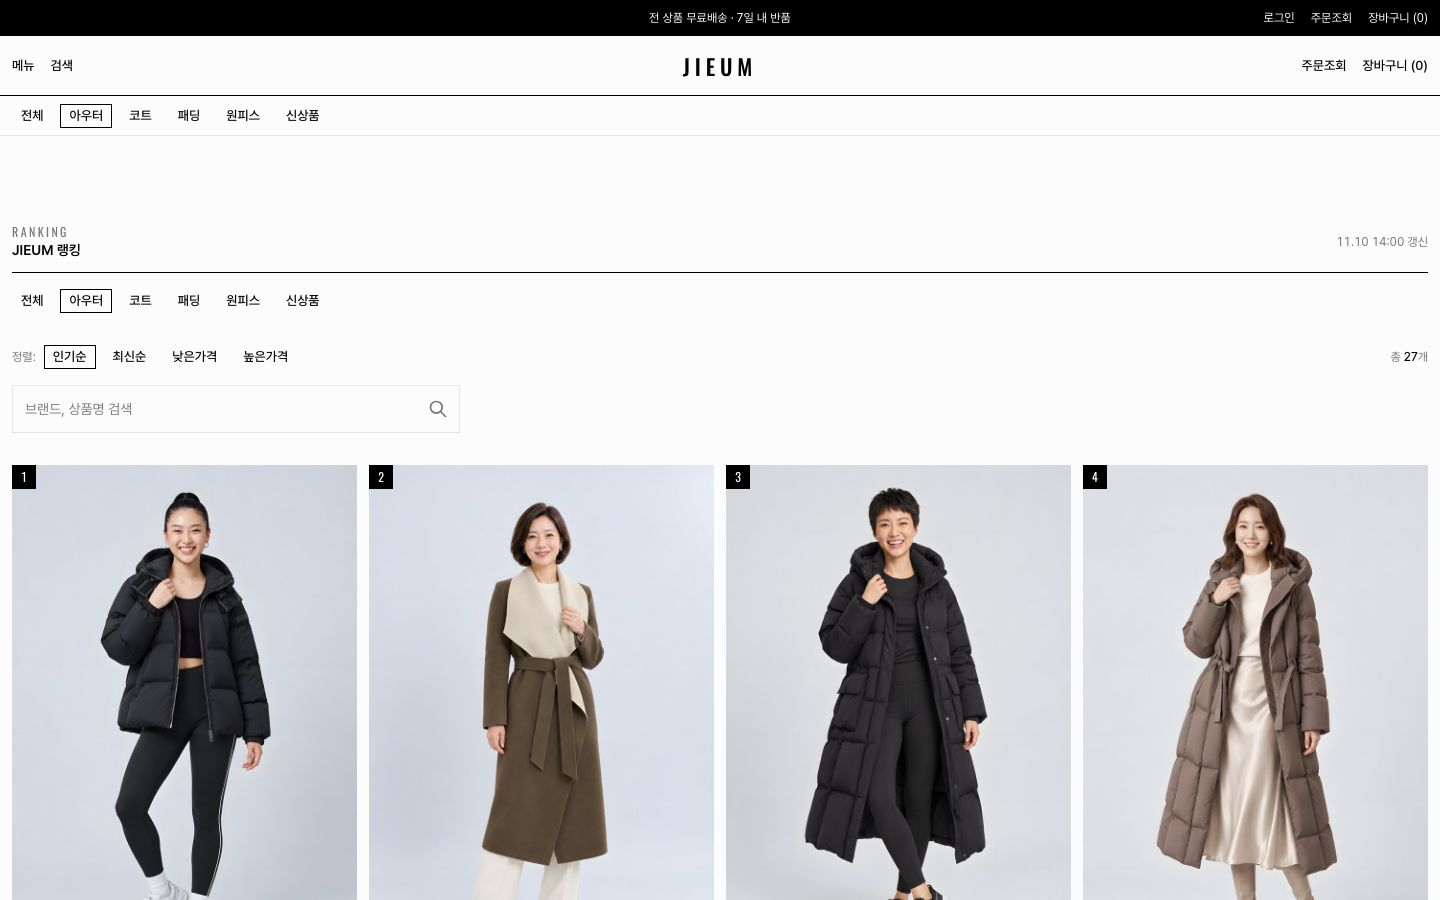 전 상품 무료배송 · 7일 내 반품
로그인 주문조회 장바구니 (0)
메뉴 검색
JIEUM
주문조회 장바구니 (0)
전체 아우터 코트 패딩 원피스 신상품
RANKING
JIEUM 랭킹
11.10 14:00 갱신
전체 아우터 코트 패딩 원피스 신상품
정렬: 인기순 최신순 낮은가격 높은가격
총 27개
브랜드, 상품명 검색
1
2
3
4